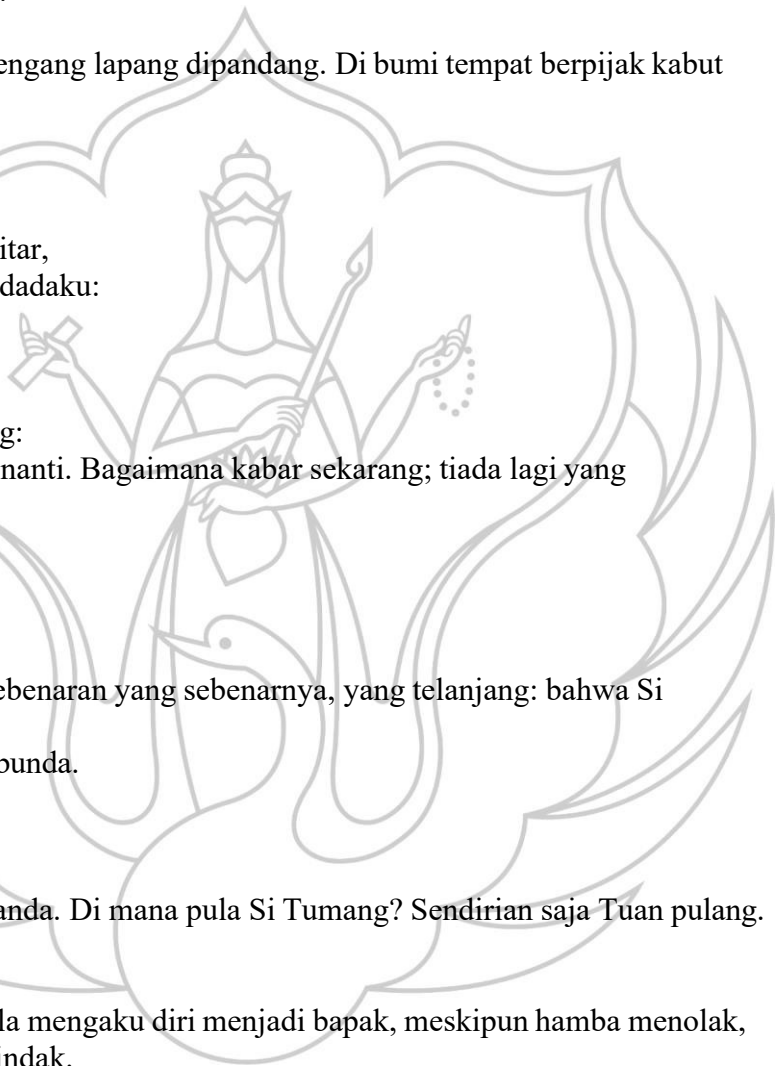 engang lapang dipandang. Di bumi tempat berpijak kabut
itar,
dadaku:
g:
nanti. Bagaimana kabar sekarang; tiada lagi yang
ebenaran yang sebenarnya, yang telanjang: bahwa Si
bunda.
anda. Di mana pula Si Tumang? Sendirian saja Tuan pulang.
la mengaku diri menjadi bapak, meskipun hamba menolak,
indak.